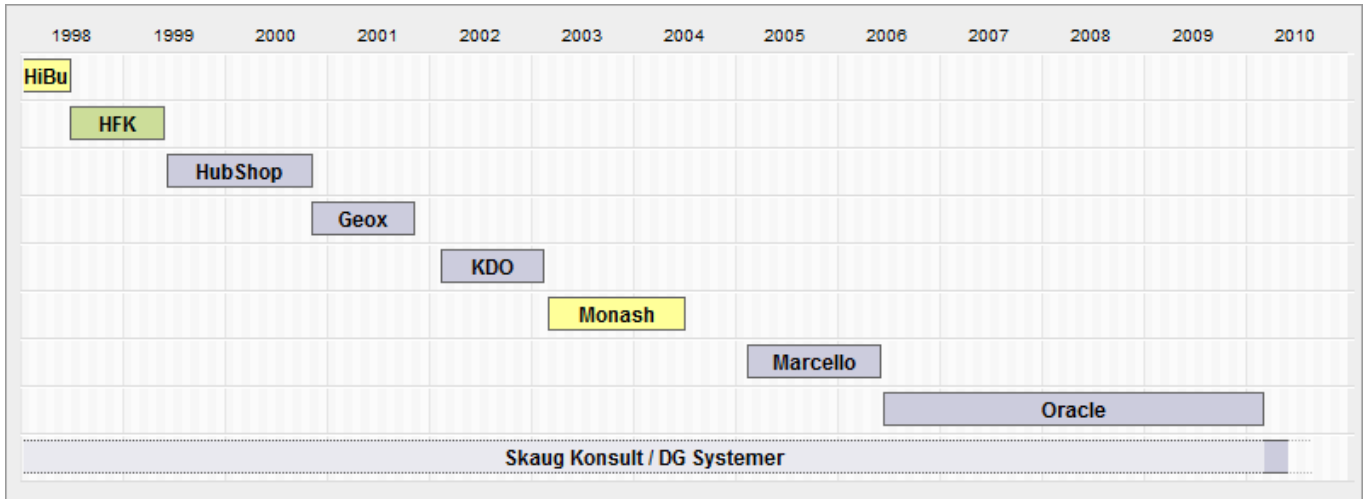 1998 1999 2000 2001 2002 2003 2004 2005 2006 2007 2008 2009 2010
HiBu
HFK
HubShop
Geox
KDO
Monash
Marcello
Oracle
Skaug Konsult / DG Systemer